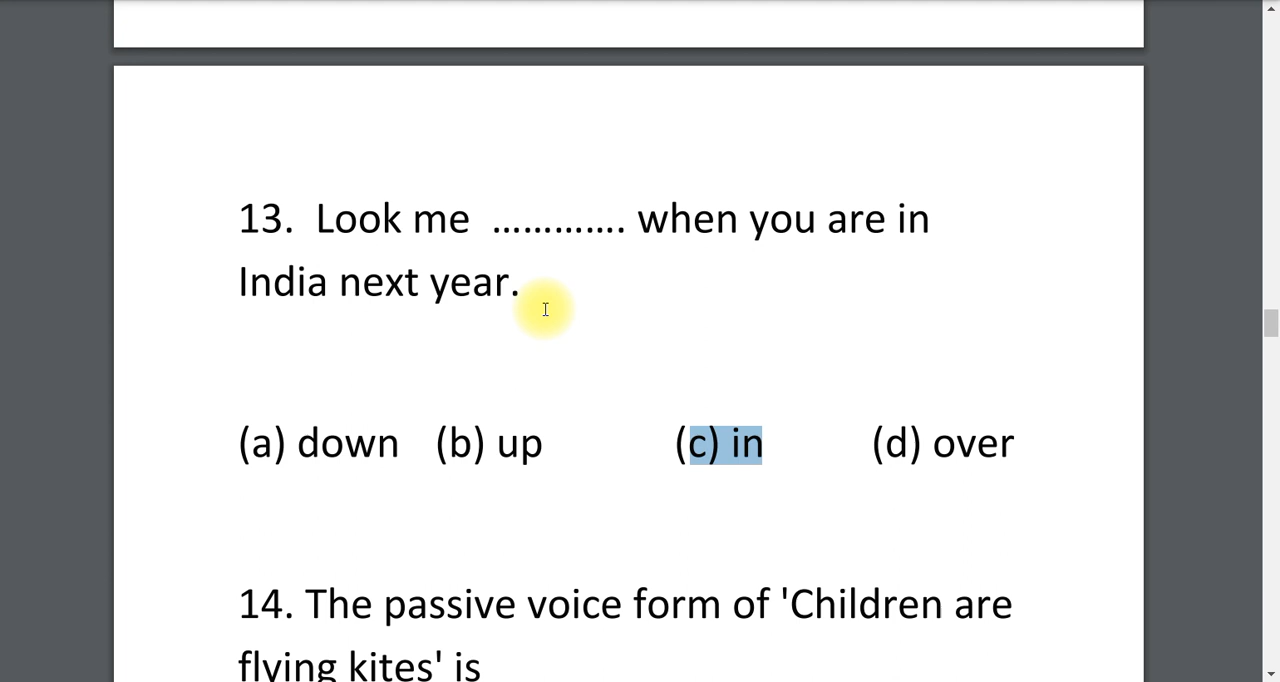 13. Look me ............. when you are in
India next year.
(a) down (b) up (c) in (d) over
14. The passive voice form of 'Children are
flying kites' is